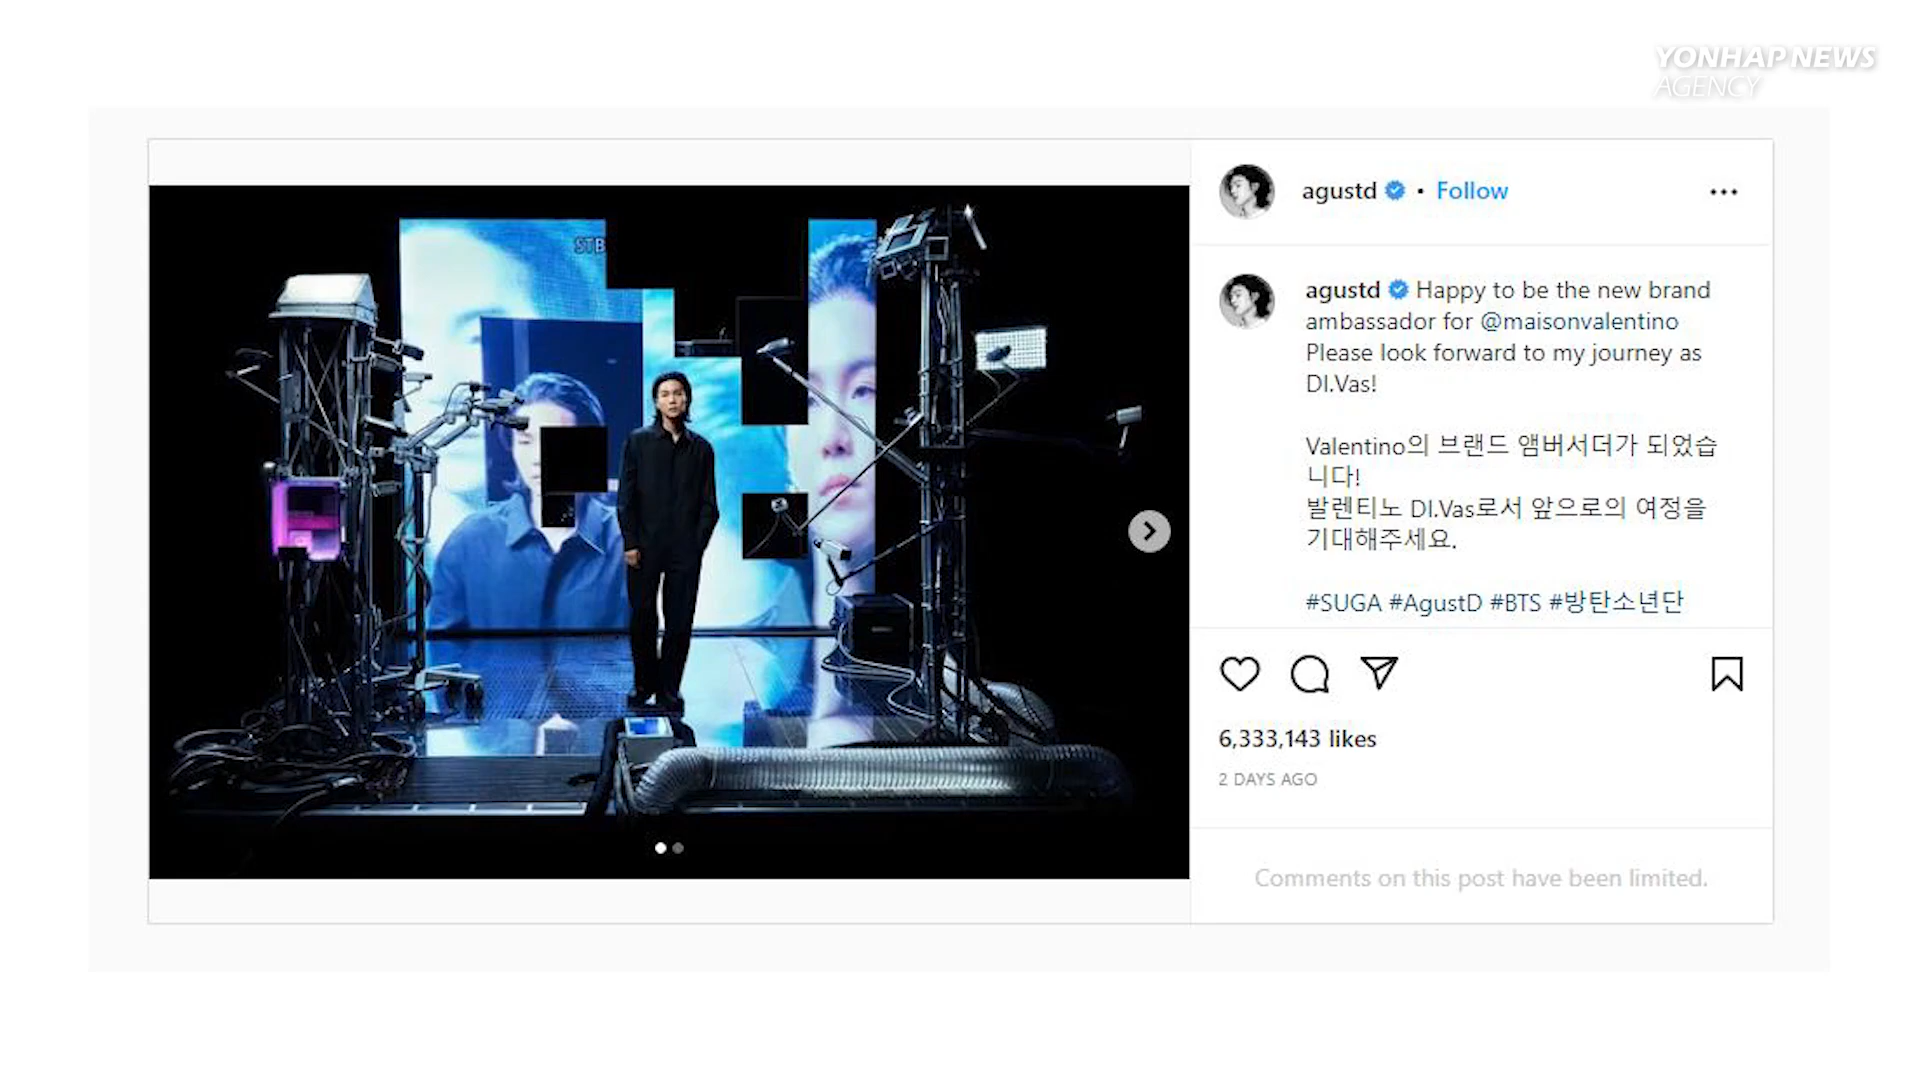 YONHAP NEWS
AGENCY
STB
agustd • Follow
agustd Happy to be the new brand
ambassador for @maisonvalentino
Please look forward to my journey as
DI.Vas!
Valentino의 브랜드 앰버서더가 되었습
니다!
발렌티노 DI.Vas로서 앞으로의 여정을
기대해주세요.
#SUGA #AgustD #BTS #방탄소년단
6,333,143 likes
2 DAYS AGO
Comments on this post have been limited.